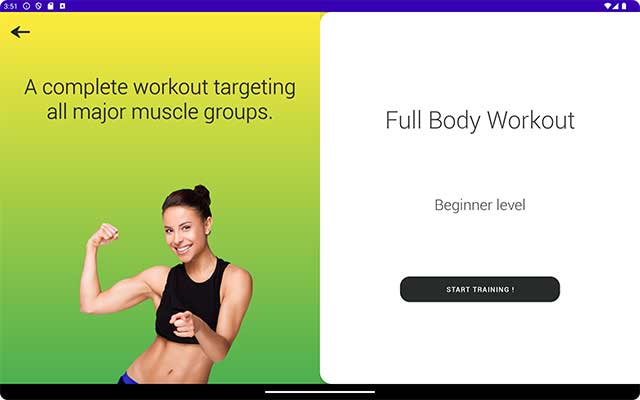 3:51
A complete workout targeting
all major muscle groups.
Full Body Workout
Beginner level
START TRAINING !